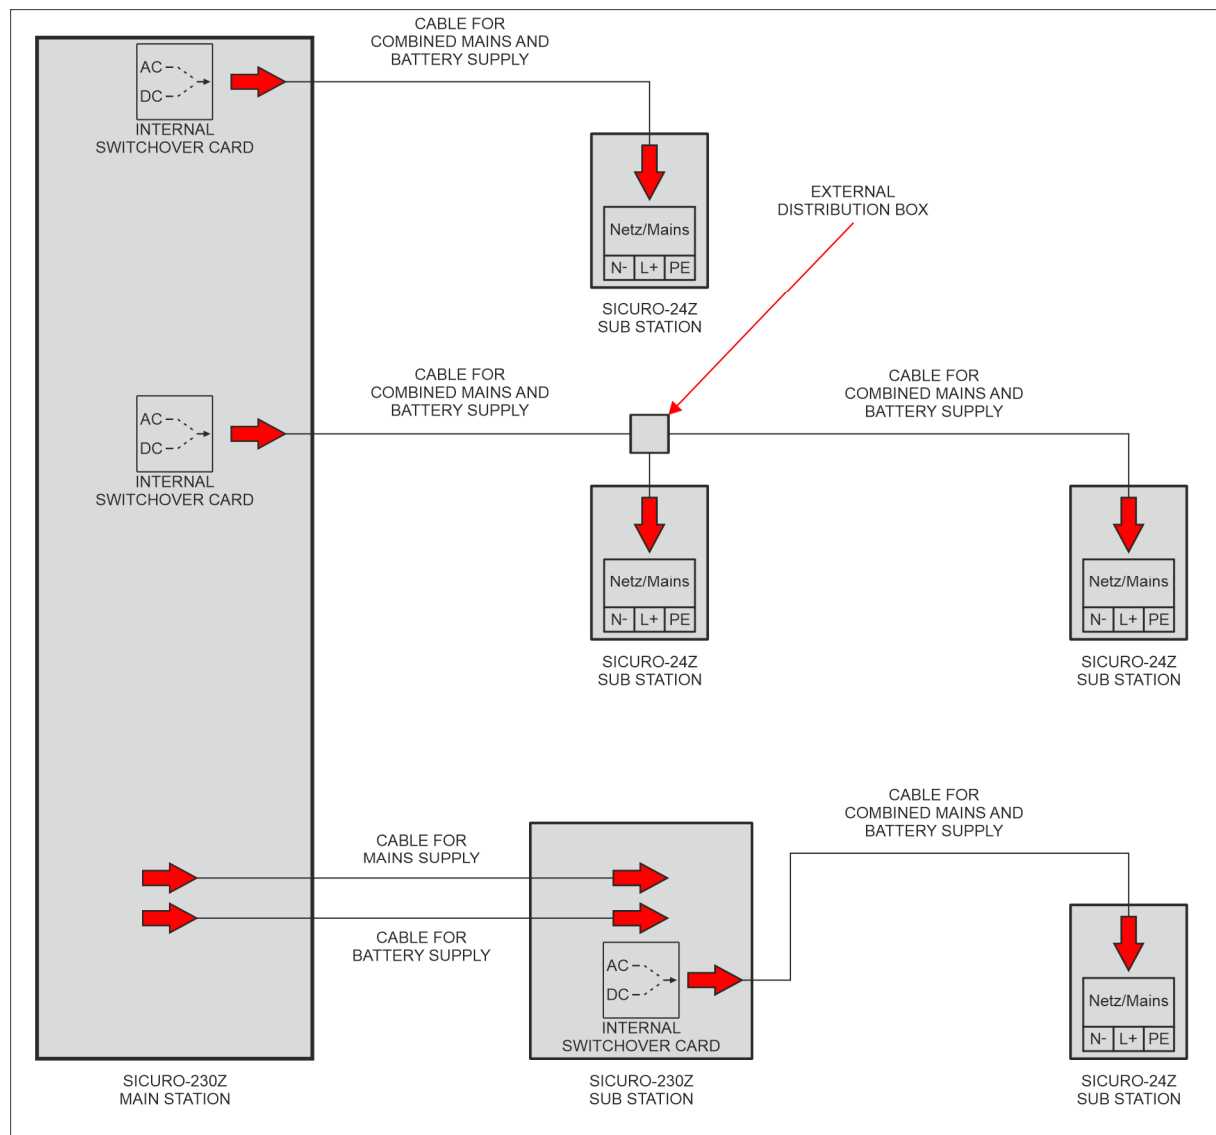 CABLE FOR
COMBINED MAINS AND
BATTERY SUPPLY
AC
DC
INTERNAL
SWITCHOVER CARD
Netz/Mains
N- L+ PE
SICURO-24Z
SUB STATION
EXTERNAL
DISTRIBUTION BOX
CABLE FOR
COMBINED MAINS AND
BATTERY SUPPLY
CABLE FOR
COMBINED MAINS AND
BATTERY SUPPLY
AC
DC
INTERNAL
SWITCHOVER CARD
Netz/Mains
N- L+ PE
SICURO-24Z
SUB STATION
Netz/Mains
N- L+ PE
SICURO-24Z
SUB STATION
CABLE FOR
MAINS SUPPLY
CABLE FOR
BATTERY SUPPLY
AC
DC
INTERNAL
SWITCHOVER CARD
CABLE FOR
COMBINED MAINS AND
BATTERY SUPPLY
Netz/Mains
N- L+ PE
SICURO-230Z
MAIN STATION
SICURO-230Z
SUB STATION
SICURO-24Z
SUB STATION